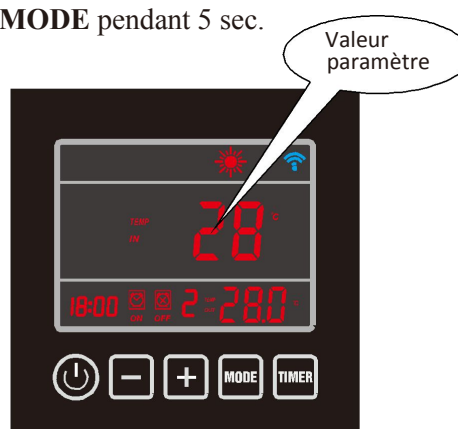 MODE pendant 5 sec.
Valeur
paramètre
TEMP
IN
28 °c
18:00 ON OFF 2 28.0
MODE
TIMER